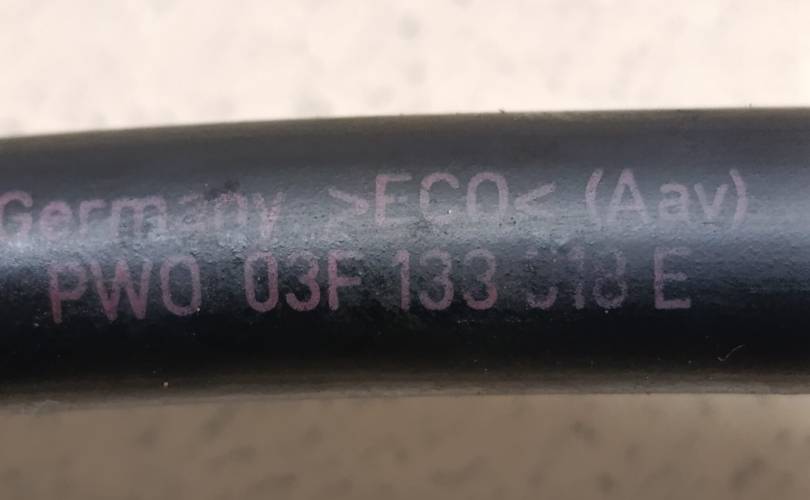 Germany >ECO< (Aav)
PWO 03F 133 E